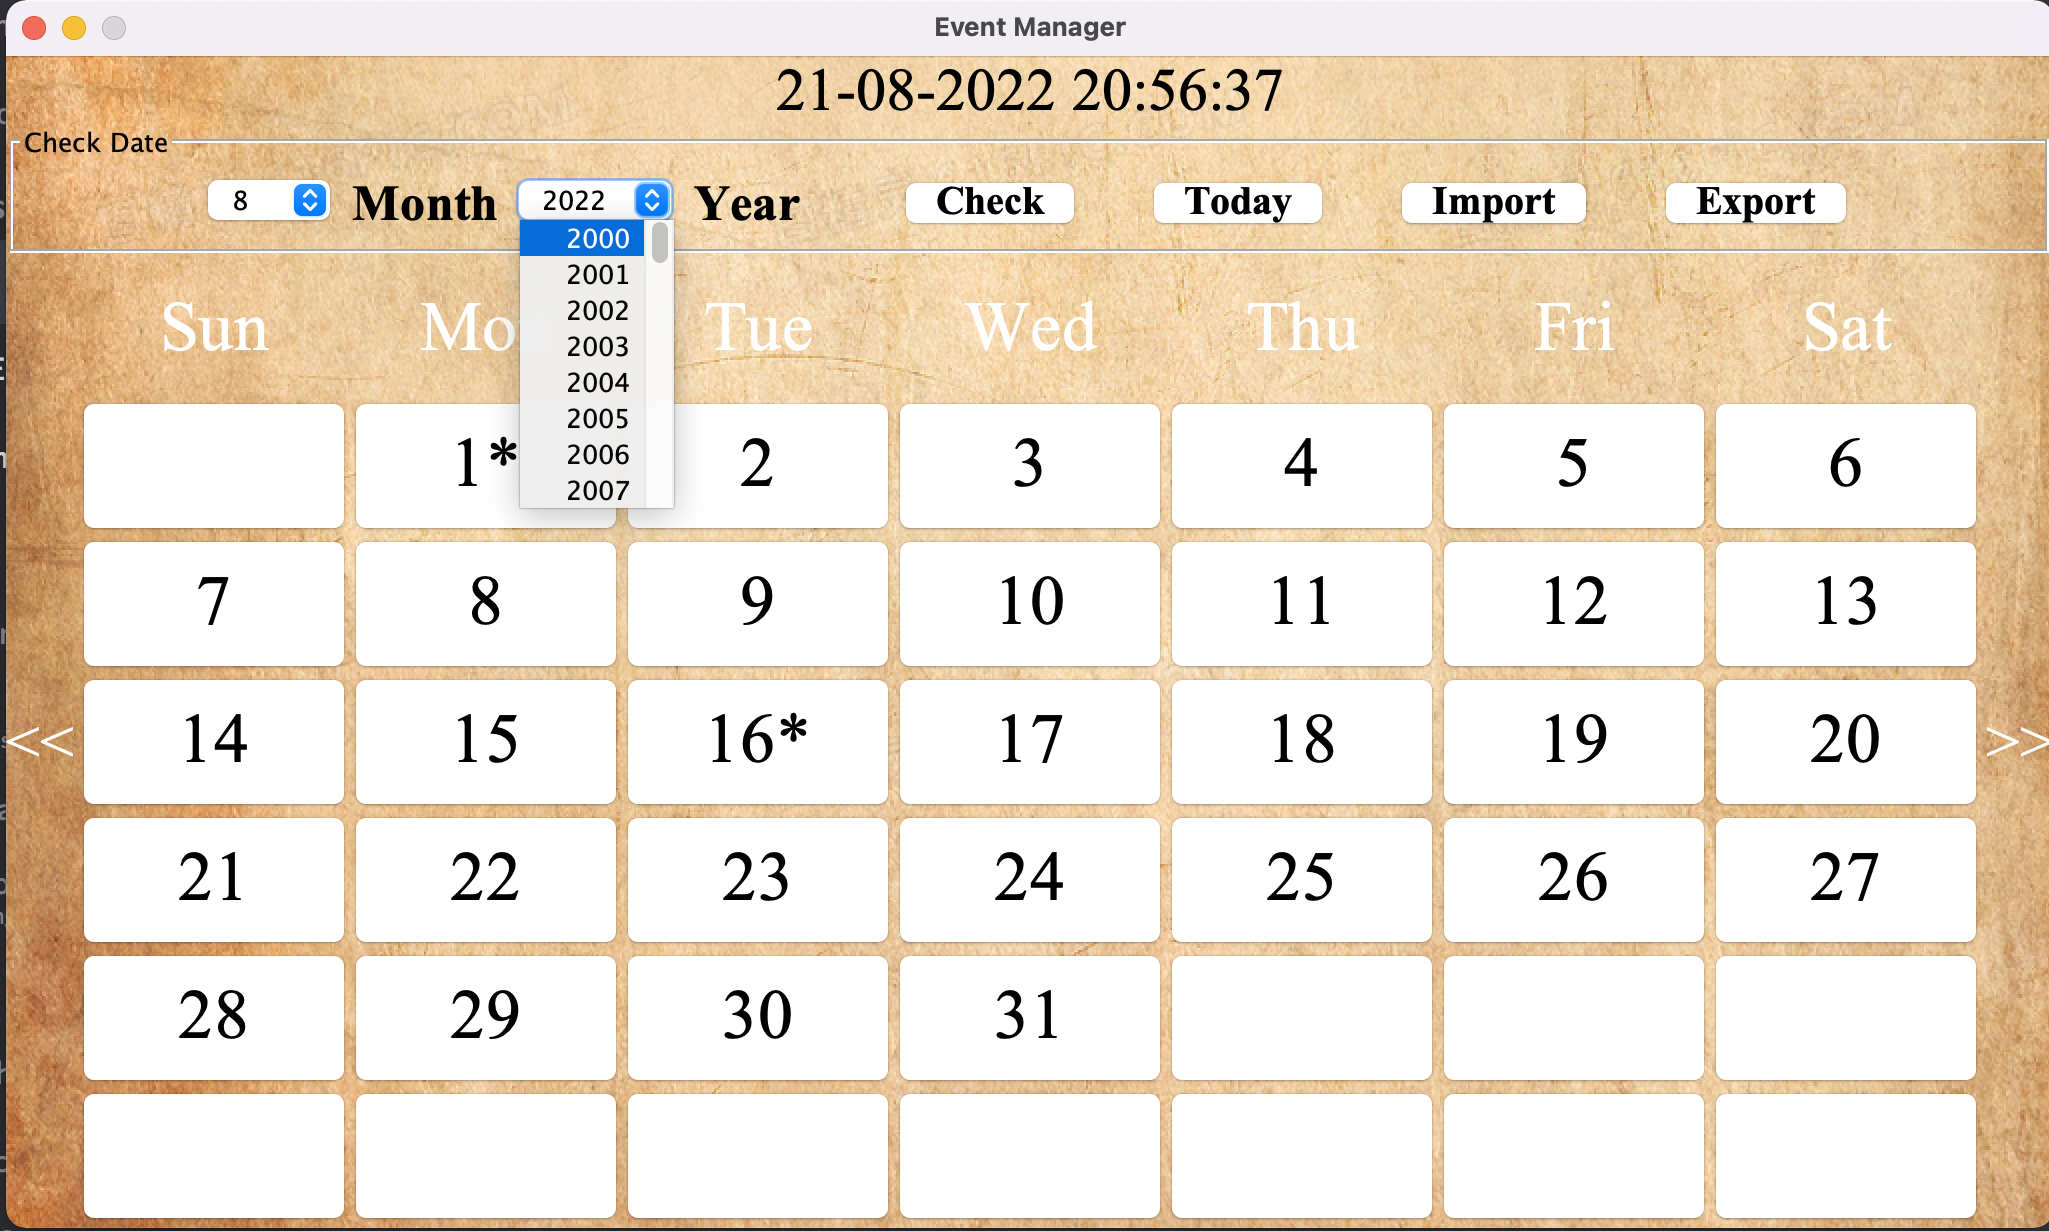 Event Manager
21-08-2022 20:56:37
Check Date
8 Month 2022 Year Check Today Import Export
2000
2001
2002
2003
2004
2005
2006
2007
Sun Mo Tue Wed Thu Fri Sat
1* 2 3 4 5 6
7 8 9 10 11 12 13
<< 14 15 16* 17 18 19 20 >>
21 22 23 24 25 26 27
28 29 30 31